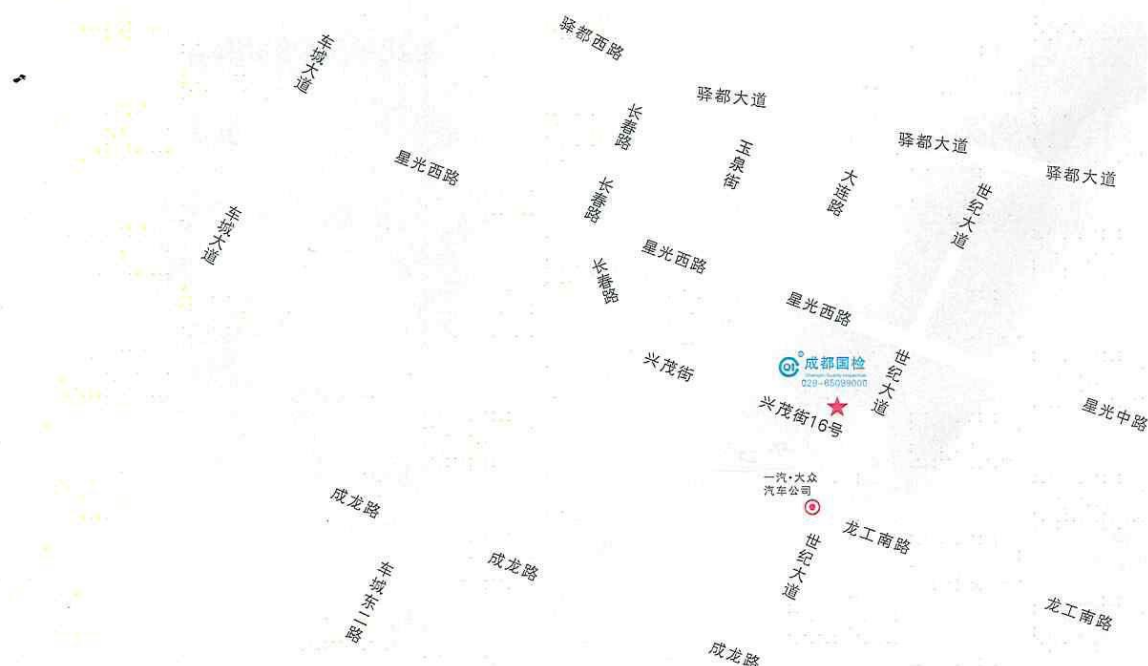 驿都西路
车城大道
驿都大道
长春路
驿都大道
玉泉街
星光西路
驿都大道
大连路
长春路
世纪大道
车城大道
星光西路
长春路
星光西路
成都国检
Chengdu Quality Inspection
028-65099000
兴茂街
世纪大道
兴茂街16号
星光中路
一汽·大众
汽车公司
成龙路
龙工南路
成龙路
世纪大道
车城东二路
龙工南路
成龙路